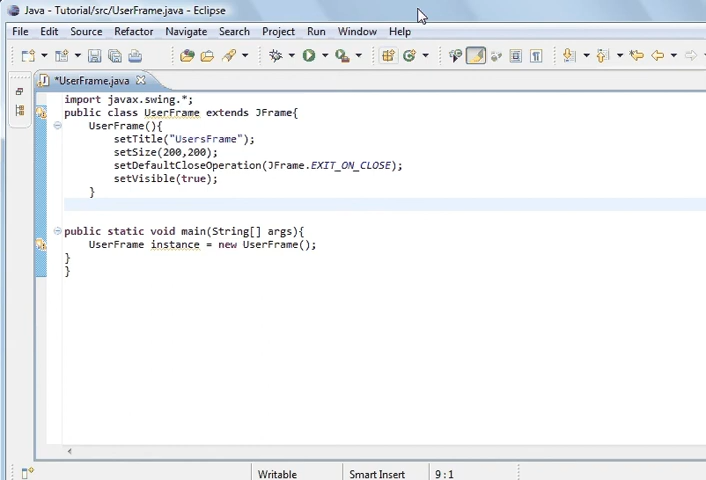 Java - Tutorial/src/UserFrame.java - Eclipse
File Edit Source Refactor Navigate Search Project Run Window Help
*UserFrame.java
import javax.swing.*;
public class UserFrame extends JFrame{
UserFrame(){
setTitle("UsersFrame");
setSize(200,200);
setDefaultCloseOperation(JFrame.EXIT_ON_CLOSE);
setVisible(true);
}
public static void main(String[] args){
UserFrame instance = new UserFrame();
}
}
Writable Smart Insert 9:1